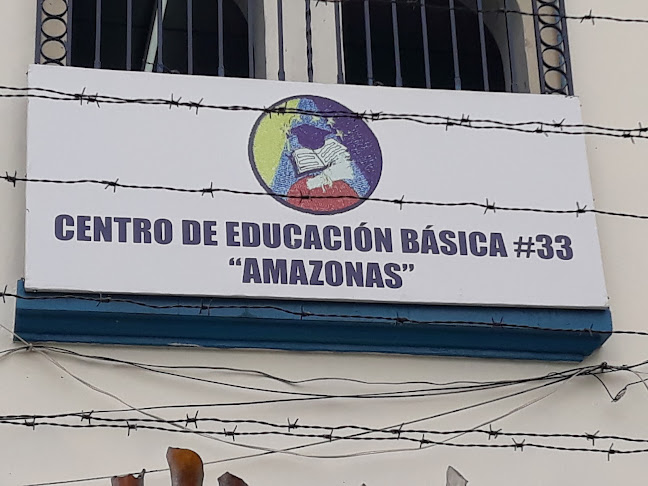 CENTRO DE EDUCACIÓN BÁSICA #33
“AMAZONAS”